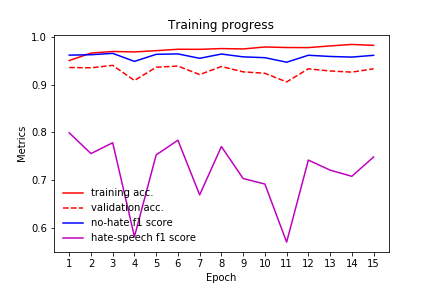 Training progress
1.0
0.9
0.8
0.7
0.6
Metrics
training acc.
validation acc.
no-hate f1 score
hate-speech f1 score
1 2 3 4 5 6 7 8 9 10 11 12 13 14 15
Epoch